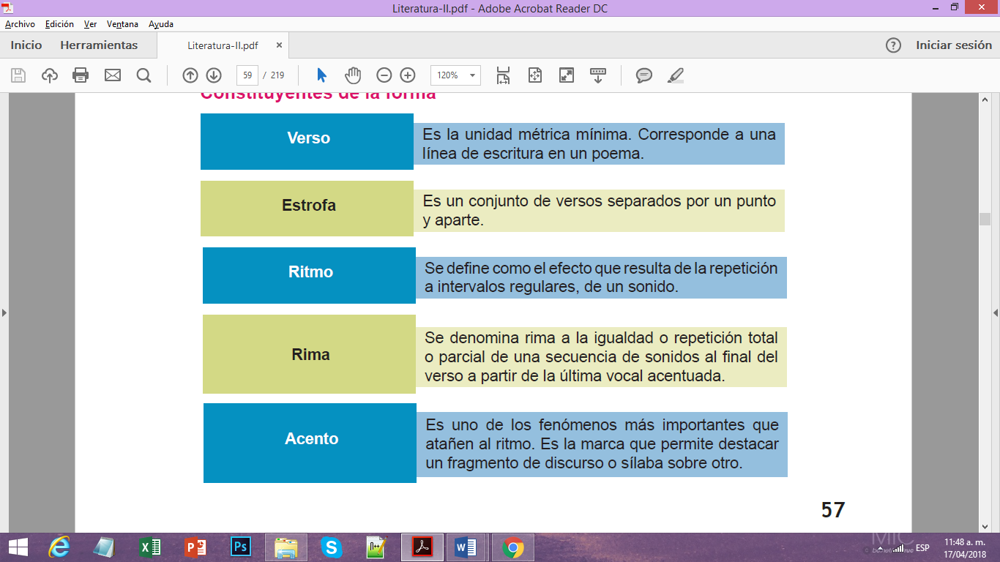 Literatura-II.pdf - Adobe Acrobat Reader DC
Archivo Edición Ver Ventana Ayuda
Inicio Herramientas Literatura-II.pdf × ? Iniciar sesión
59 / 219 120%
Constituyentes de la forma
Verso
Es la unidad métrica mínima. Corresponde a una
línea de escritura en un poema.
Estrofa
Es un conjunto de versos separados por un punto
y aparte.
Ritmo
Se define como el efecto que resulta de la repetición
a intervalos regulares, de un sonido.
Rima
Se denomina rima a la igualdad o repetición total
o parcial de una secuencia de sonidos al final del
verso a partir de la última vocal acentuada.
Acento
Es uno de los fenómenos más importantes que
atañen al ritmo. Es la marca que permite destacar
un fragmento de discurso o sílaba sobre otro.
57
Ps
ESP
11:48 a. m.
17/04/2018